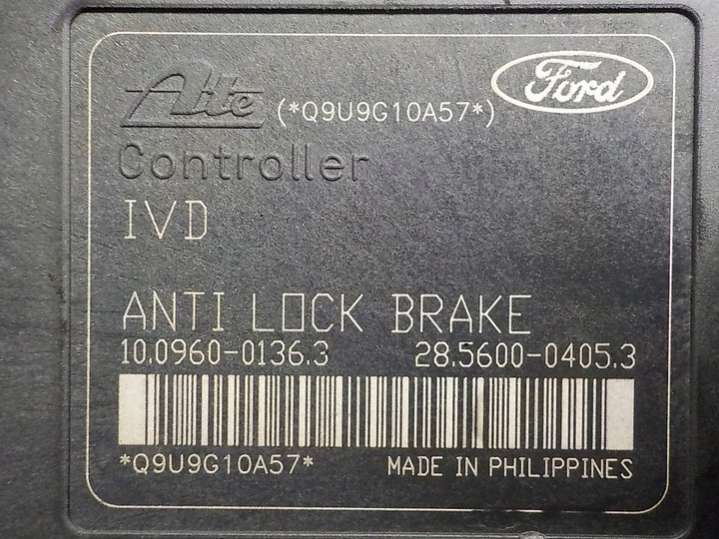 Ate (*Q9U9G10A57*) Ford
Controller
IVD
ANTI LOCK BRAKE
10.0960-0136.3 28.5600-0405.3
*Q9U9G10A57* MADE IN PHILIPPINES